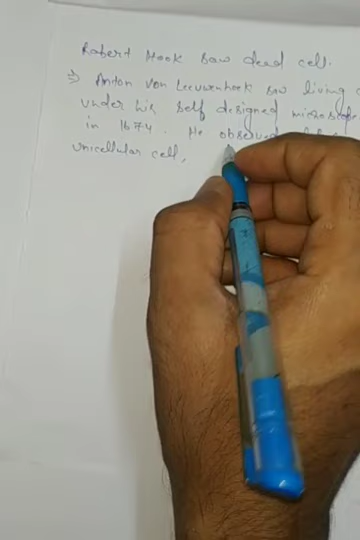 Robert Hook saw dead cell.
⇒ Anton von Leeuwenhoek saw living
under his self designed microscope
in 1674. He observed
unicellular cell,